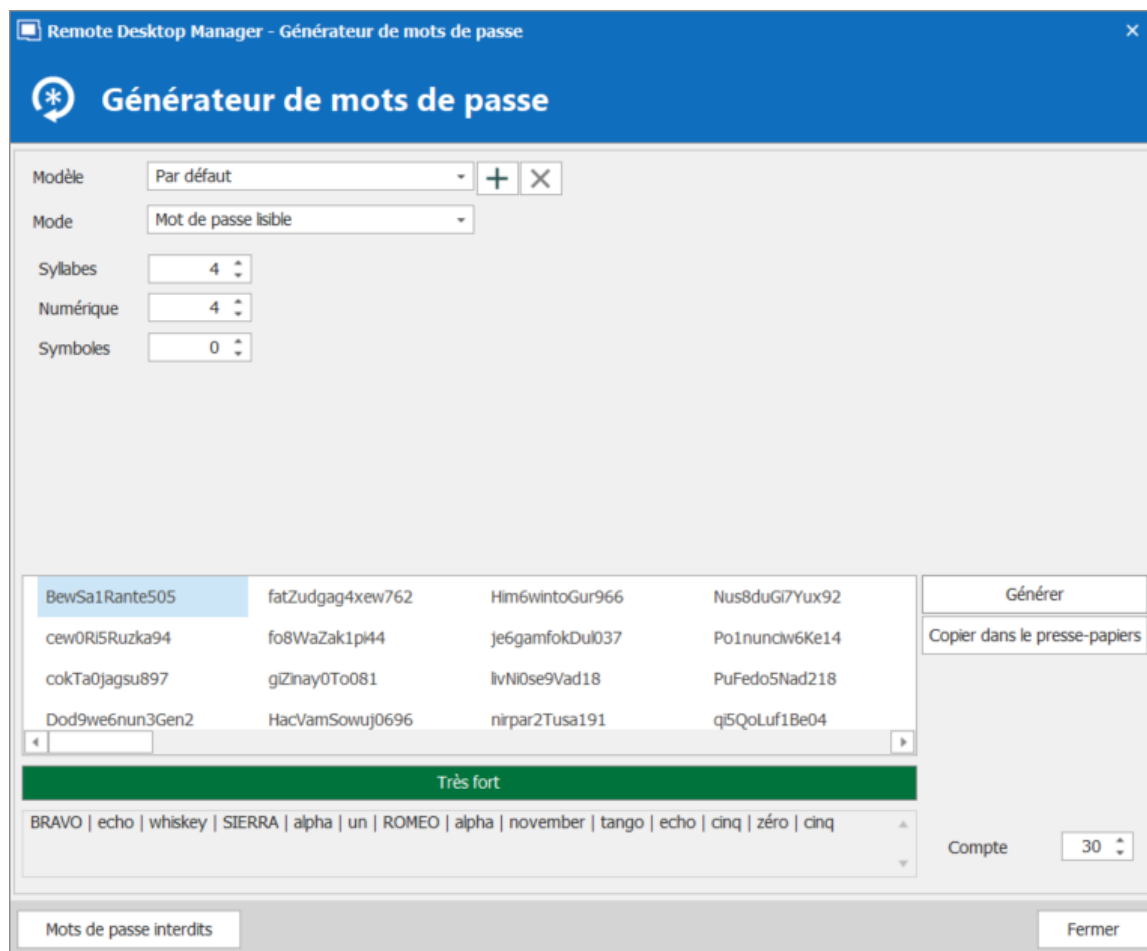 Remote Desktop Manager - Générateur de mots de passe
Générateur de mots de passe
Modèle Par défaut
Mode Mot de passe lisible
Syllabes 4
Numérique 4
Symboles 0
BewSa1Rante505 fatZudgag4xew762 Him6wintoGur966 Nus8duGi7Yux92 Générer
cew0Ri5Ruzka94 fo8WaZak1pi44 je6gamfokDul037 Po1nunciw6Ke14 Copier dans le presse-papiers
cokTa0jagsu897 giZinay0To081 livNi0se9Vad18 PuFedo5Nad218
Dod9we6nun3Gen2 HacVamSowuj0696 nirpar2Tusa191 qi5QoLuf1Be04
Très fort
BRAVO | echo | whiskey | SIERRA | alpha | un | ROMEO | alpha | november | tango | echo | cinq | zéro | cinq
Compte 30
Mots de passe interdits Fermer